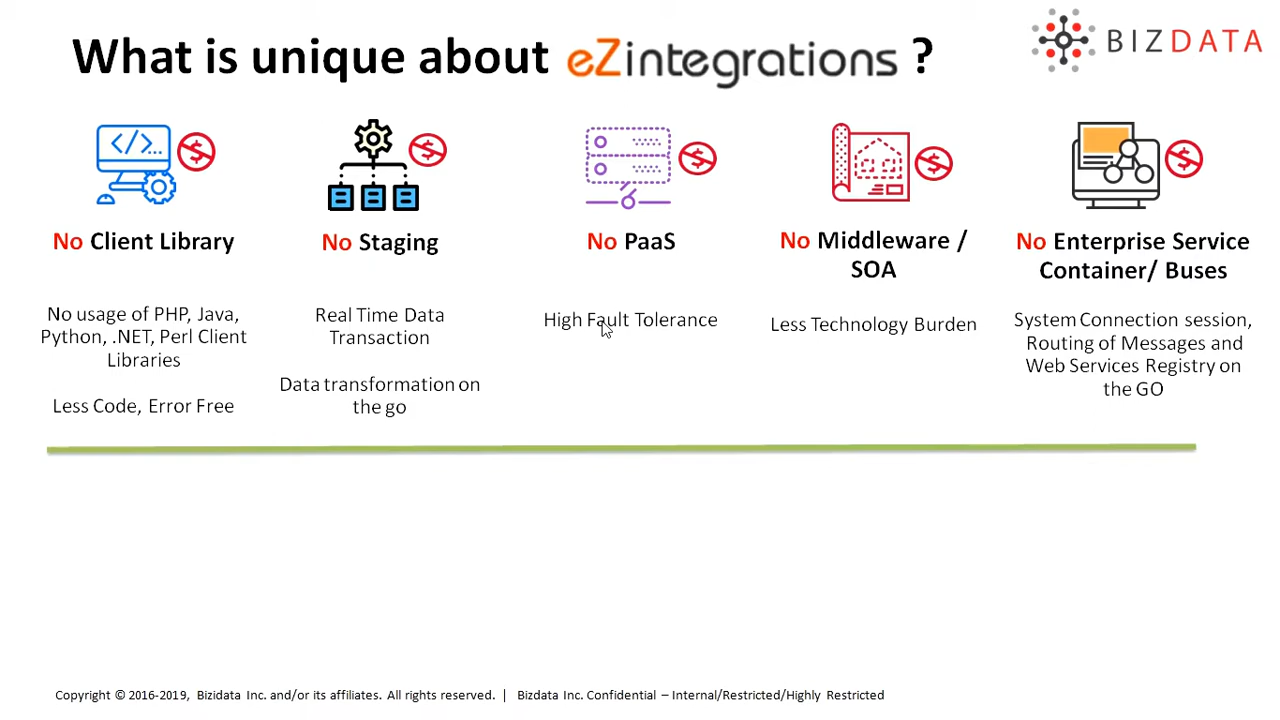 What is unique about eZintegrations ?
BIZDATA
</>...
No Client Library
No usage of PHP, Java,
Python, .NET, Perl Client
Libraries
Less Code, Error Free
No Staging
Real Time Data
Transaction
Data transformation on
the go
No PaaS
High Fault Tolerance
No Middleware /
SOA
Less Technology Burden
No Enterprise Service
Container/ Buses
System Connection session,
Routing of Messages and
Web Services Registry on
the GO
Copyright © 2016-2019, Bizidata Inc. and/or its affiliates. All rights reserved. | Bizdata Inc. Confidential – Internal/Restricted/Highly Restricted